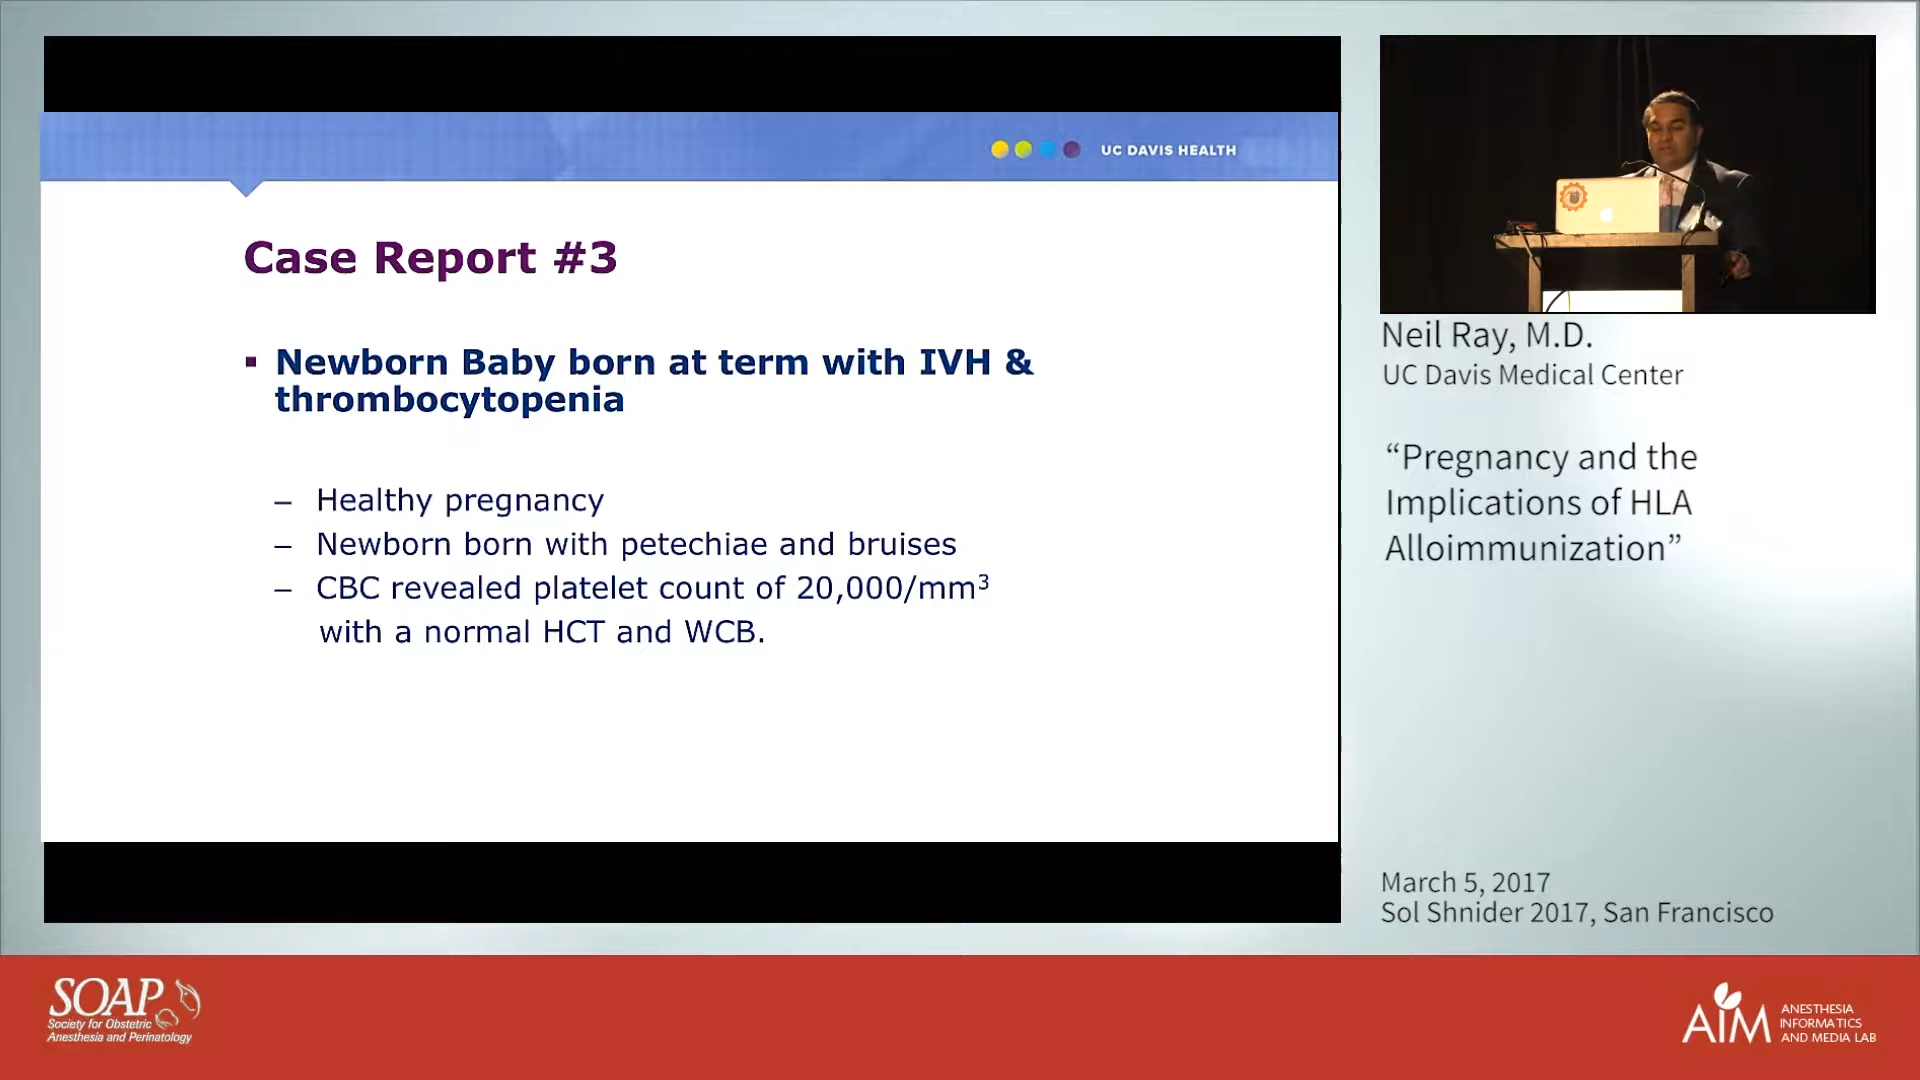 UC DAVIS HEALTH
Case Report #3
▪ Newborn Baby born at term with IVH &
thrombocytopenia
– Healthy pregnancy
– Newborn born with petechiae and bruises
– CBC revealed platelet count of 20,000/mm³
with a normal HCT and WCB.
Neil Ray, M.D.
UC Davis Medical Center
“Pregnancy and the
Implications of HLA
Alloimmunization”
March 5, 2017
Sol Shnider 2017, San Francisco
SOAP
Society for Obstetric
Anesthesia and Perinatology
AIM
ANESTHESIA
INFORMATICS
AND MEDIA LAB